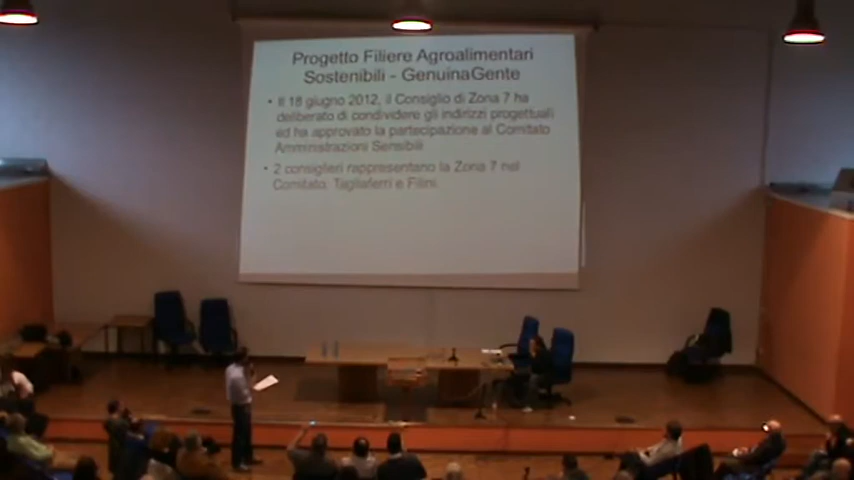 Progetto Filiere Agroalimentari
Sostenibili - GenuinaGente
• Il 18 giugno 2012, il Consiglio di Zona 7 ha
deliberato di condividere gli indirizzi progettuali
ed ha approvato la partecipazione al Comitato
Amministrazioni Sensibili
• 2 consiglieri rappresentano la Zona 7 nel
Comitato: Tagliaferri e Filini.